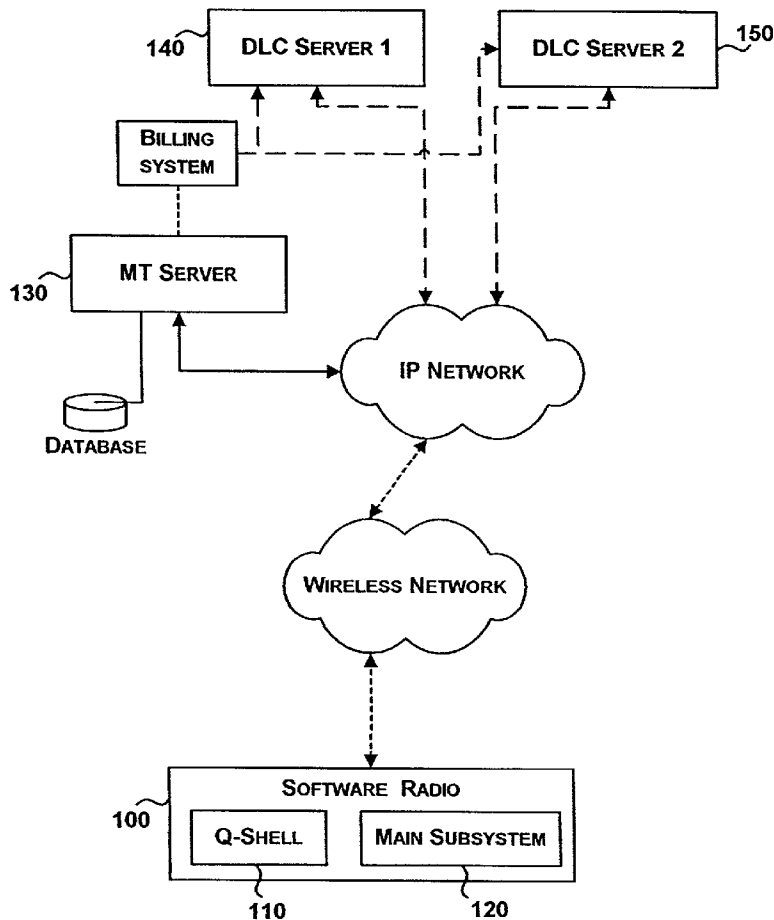 140
DLC SERVER 1
DLC SERVER 2
150
BILLING
SYSTEM
MT SERVER
130
IP NETWORK
DATABASE
WIRELESS NETWORK
SOFTWARE RADIO
100
Q-SHELL
MAIN SUBSYSTEM
110
120